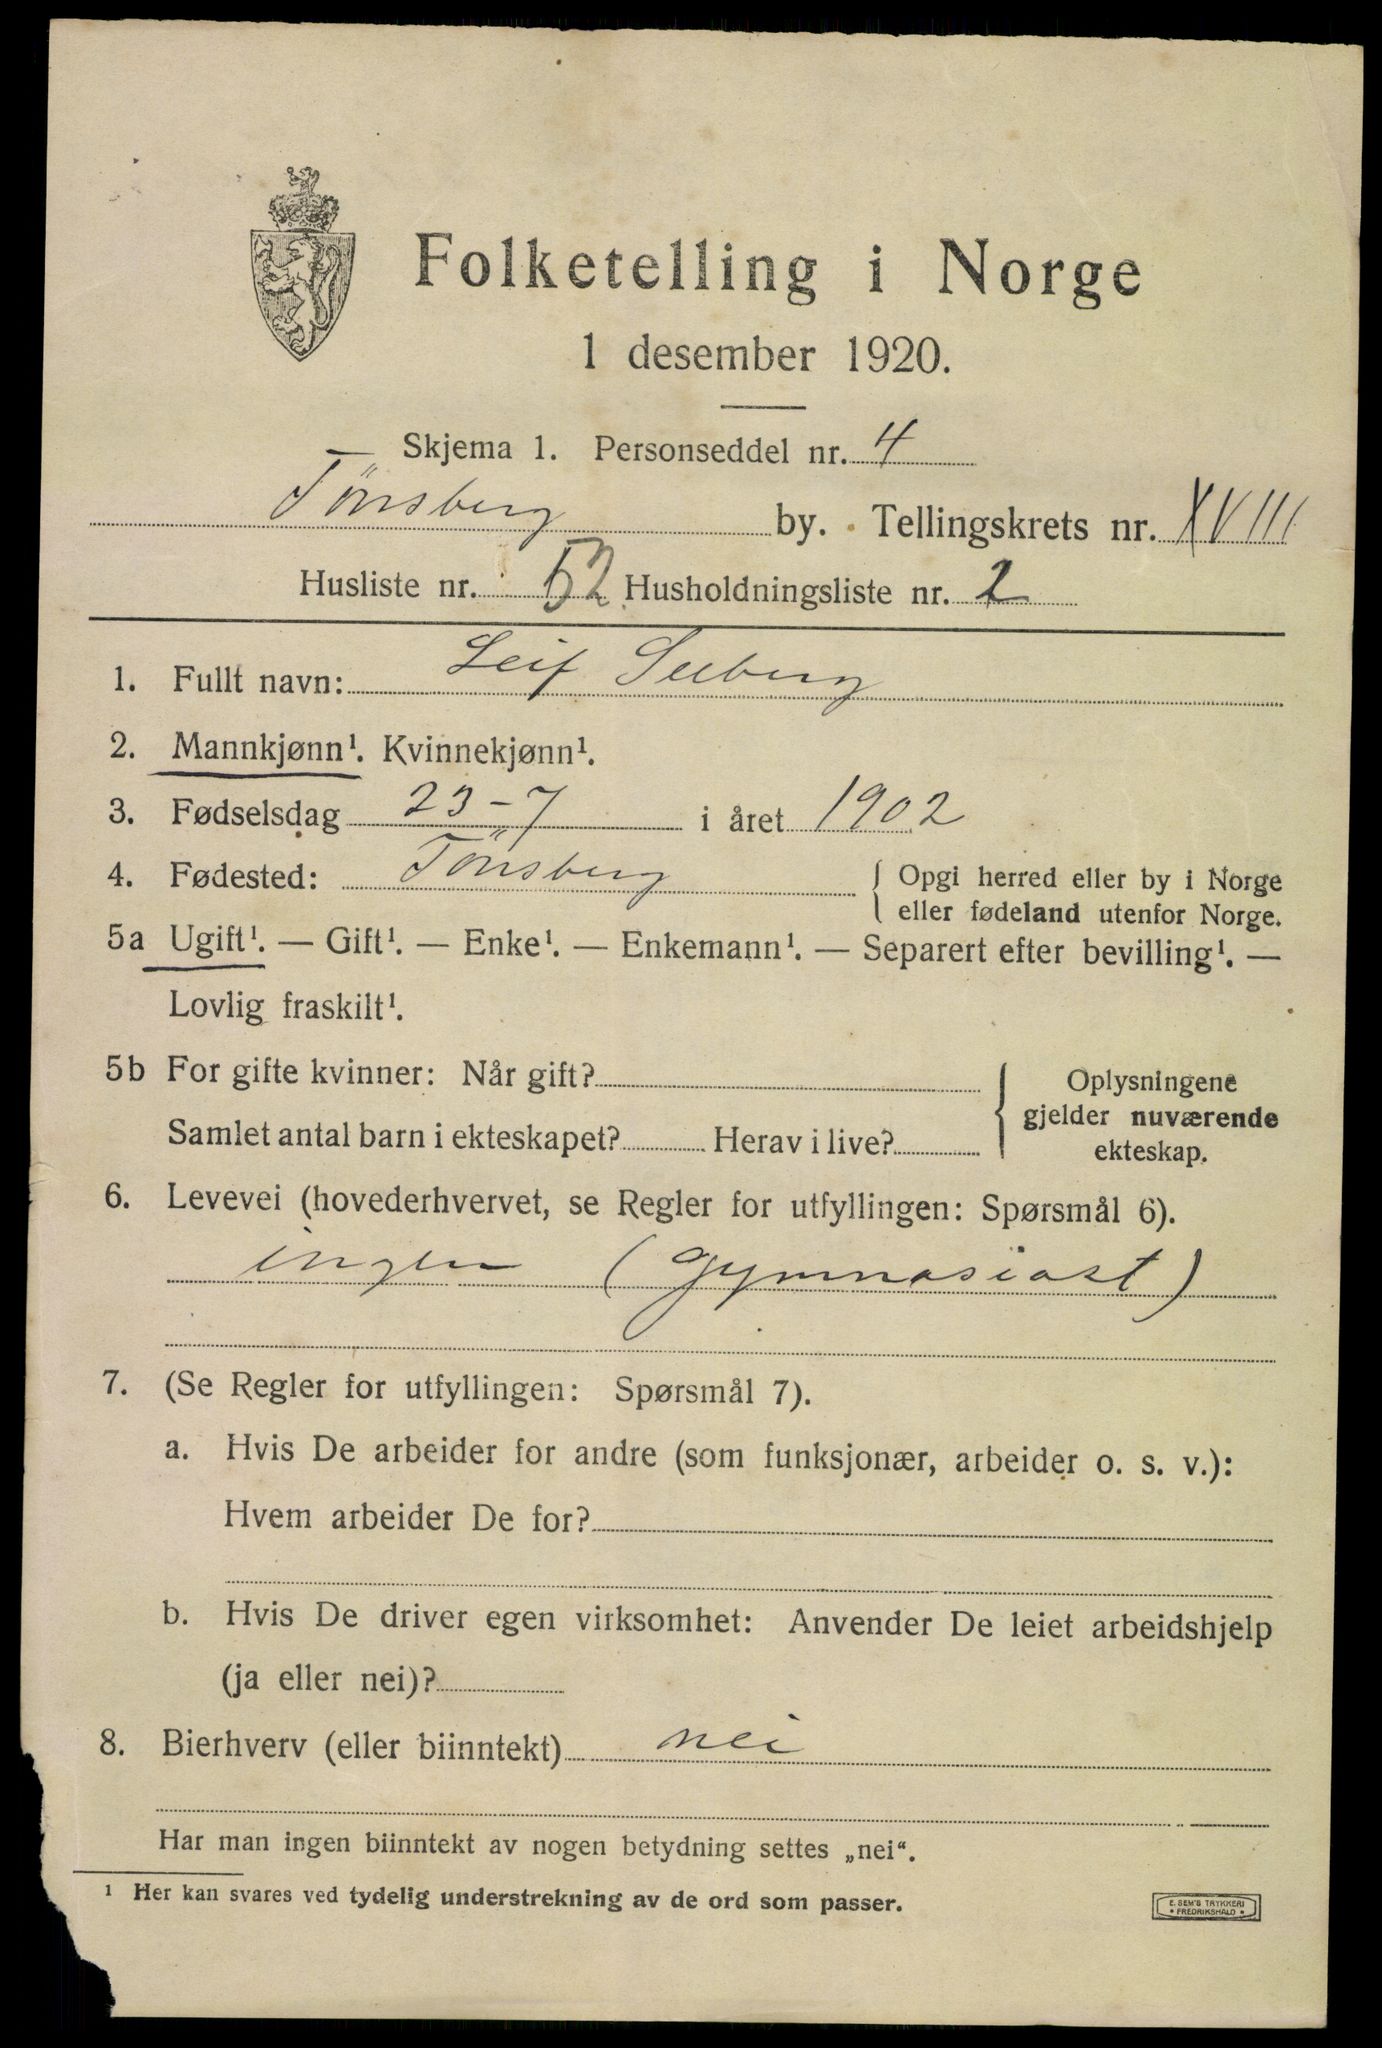 Folketelling i Norge
1 desember 1920.
Skjema 1. Personseddel nr. 4
Tönsberg by. Tellingskrets nr. XVIII
Husliste nr. 52 Husholdningsliste nr. 2
1. Fullt navn: Leif Seeberg
2. Mannkjønn¹. Kvinnekjønn¹.
3. Fødselsdag 23-7 i året 1902
4. Fødested: Tönsberg { Opgi herred eller by i Norge
eller fødeland utenfor Norge.
5a Ugift¹. — Gift¹. — Enke¹. — Enkemann¹. — Separert efter bevilling¹. —
Lovlig fraskilt¹.
5b For gifte kvinner: Når gift?
Samlet antal barn i ekteskapet? Herav i live?
{ Oplysningene
gjelder nuværende
ekteskap.
6. Levevei (hovederhvervet, se Regler for utfyllingen: Spørsmål 6).
ingen (gymnasiast)
7. (Se Regler for utfyllingen: Spørsmål 7).
a. Hvis De arbeider for andre (som funksjonær, arbeider o. s. v.):
Hvem arbeider De for?
b. Hvis De driver egen virksomhet: Anvender De leiet arbeidshjelp
(ja eller nei)?
8. Bierhverv (eller biinntekt) nei
Har man ingen biinntekt av nogen betydning settes „nei“.
¹ Her kan svares ved tydelig understrekning av de ord som passer.
E. SEM'S TRYKKERI
• FREDRIKSHALD •